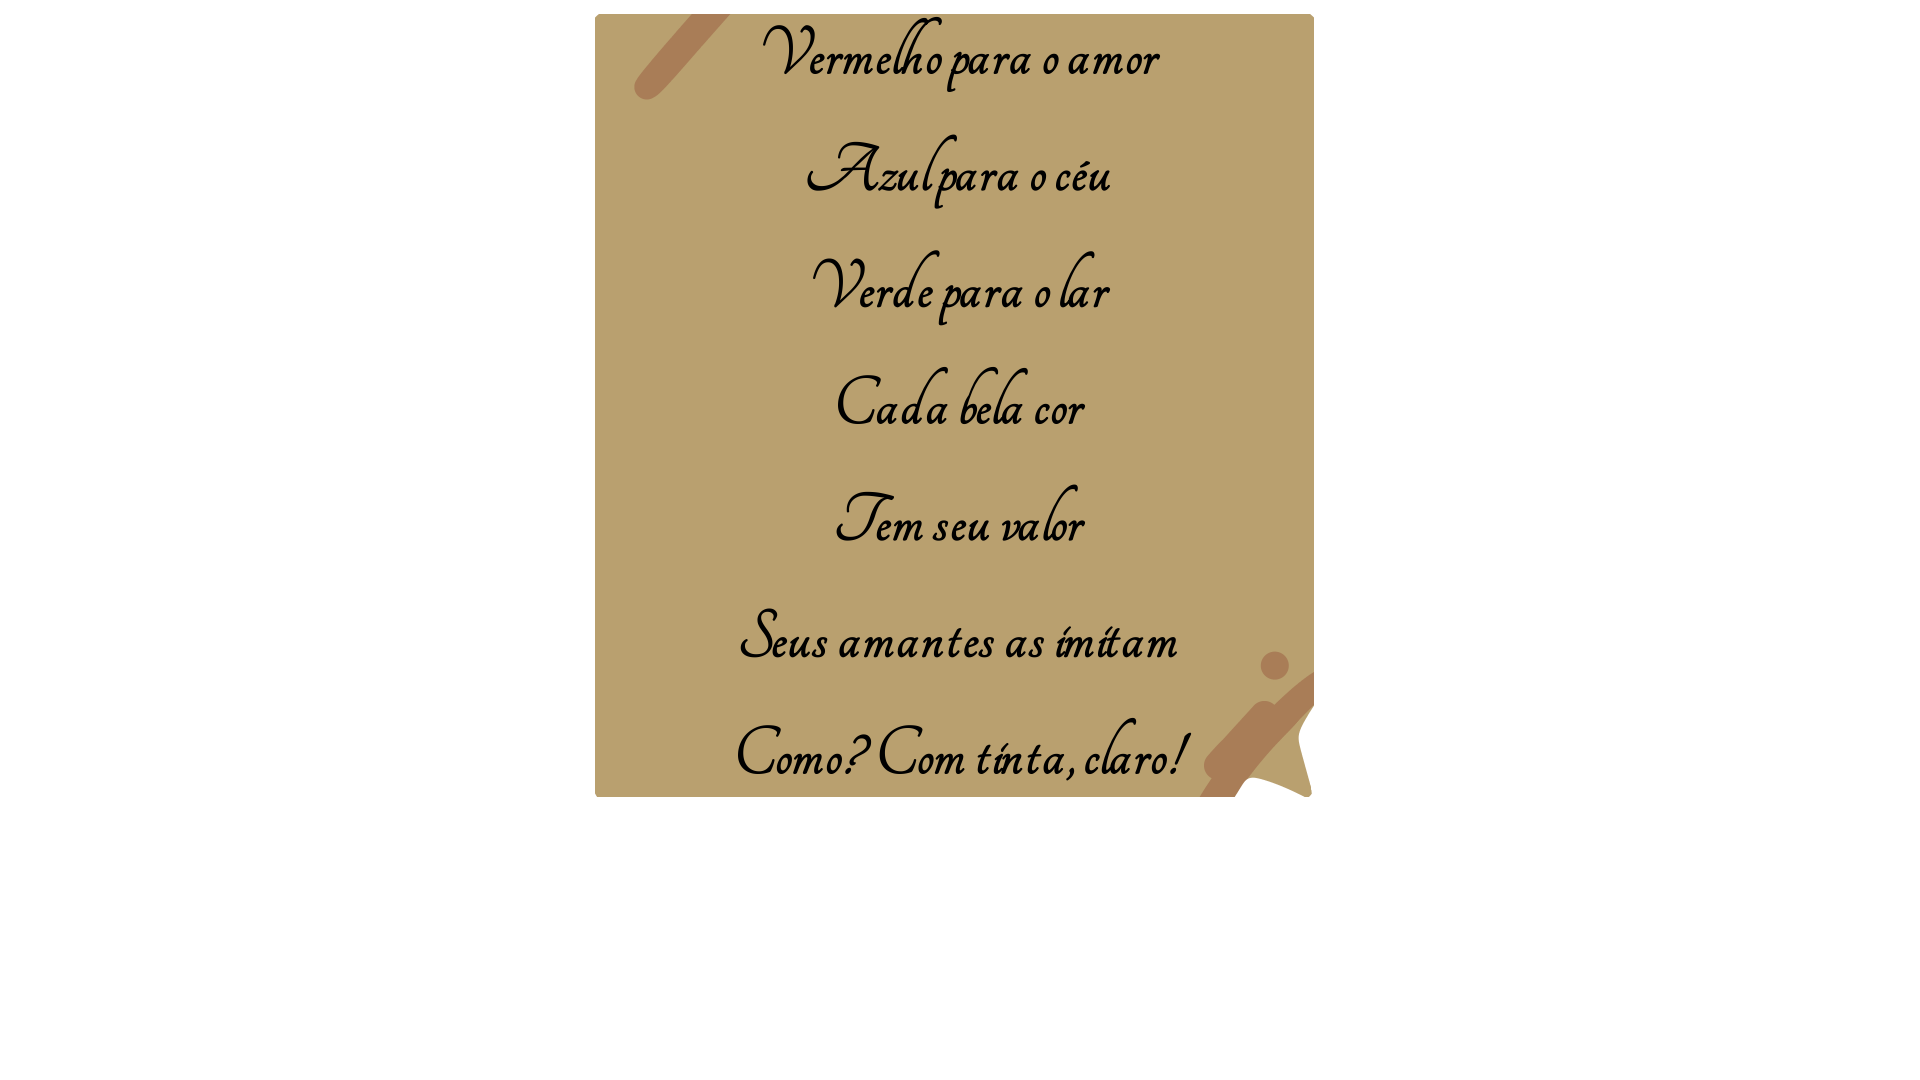 Vermelho para o amor
Azul para o céu
Verde para o lar
Cada bela cor
Tem seu valor
Seus amantes as imitam
Como? Com tinta, claro!